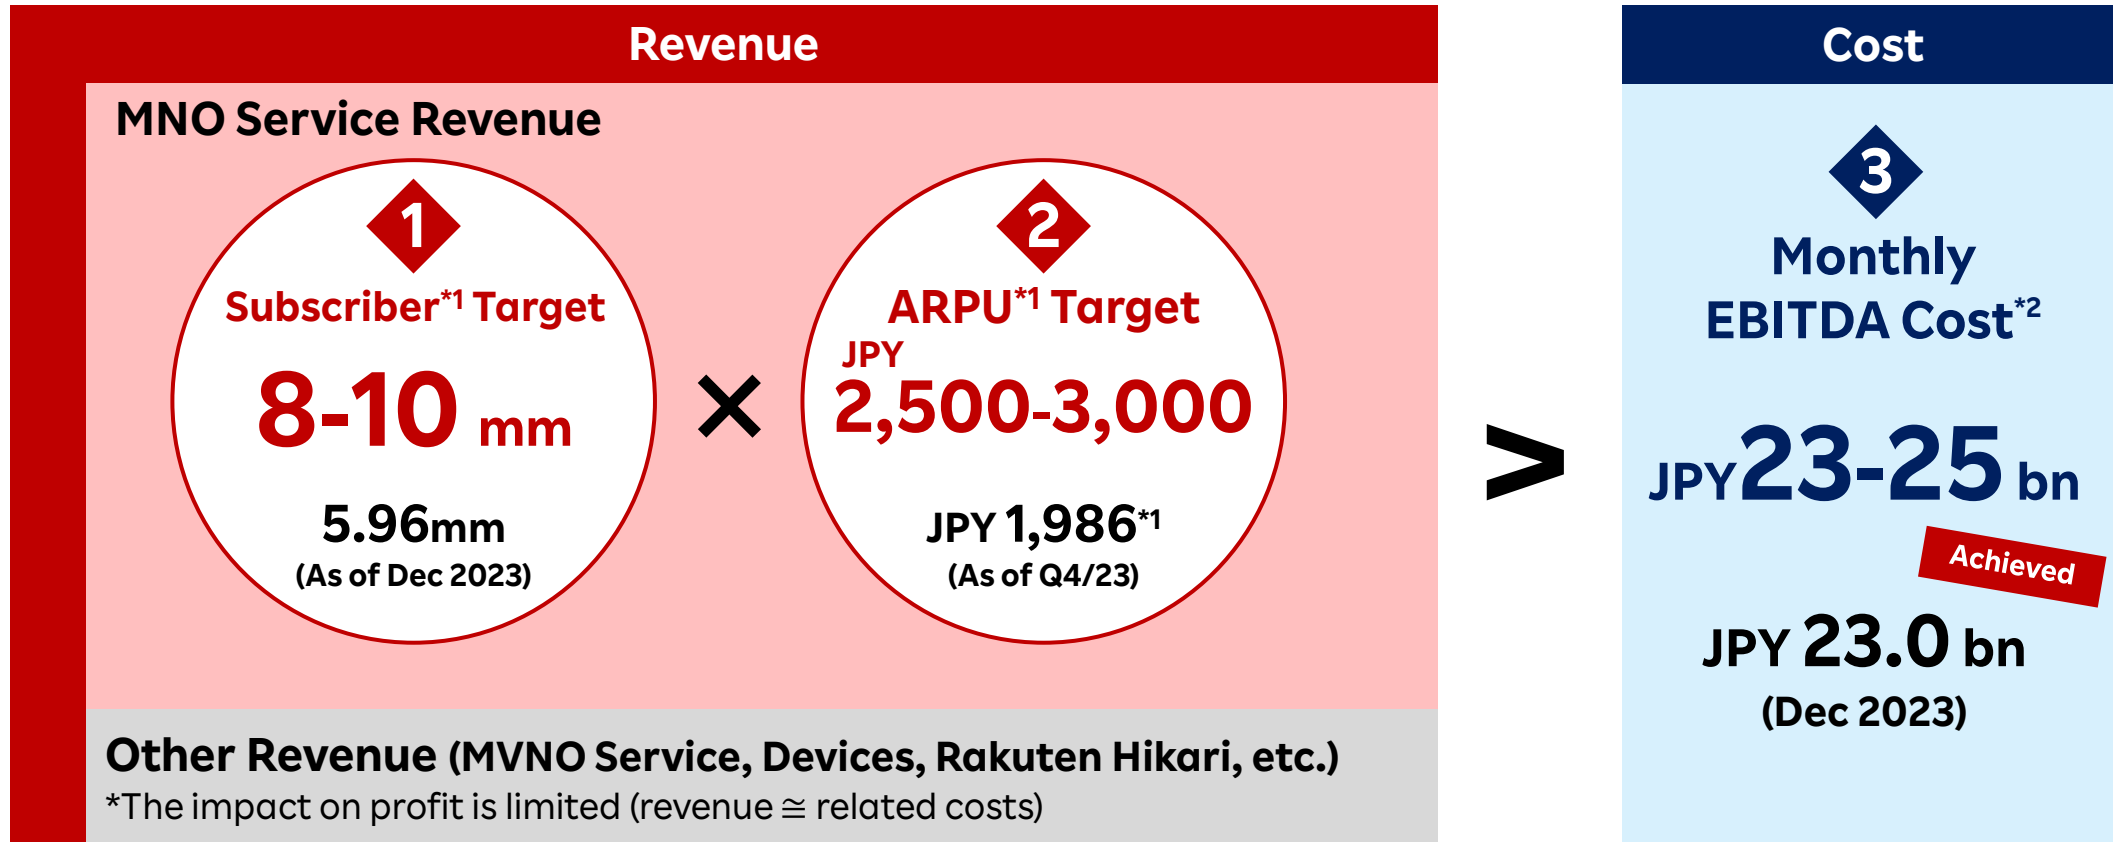 Revenue
MNO Service Revenue
1
Subscriber*1 Target
8-10 mm
5.96mm
(As of Dec 2023)
×
2
ARPU*1 Target
JPY
2,500-3,000
JPY 1,986*1
(As of Q4/23)
Other Revenue (MVNO Service, Devices, Rakuten Hikari, etc.)
*The impact on profit is limited (revenue ≅ related costs)
>
Cost
3
Monthly
EBITDA Cost*2
JPY 23-25 bn
Achieved
JPY 23.0 bn
(Dec 2023)